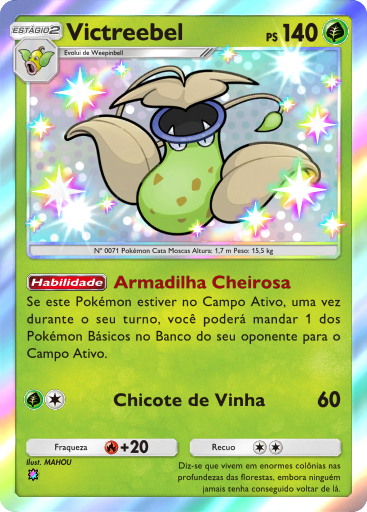 ESTÁGIO2
Victreebel
PS 140
Evolui de Weepinbell
Nº 0071 Pokémon Cata Moscas Altura: 1,7 m Peso: 15,5 kg
Habilidade Armadilha Cheirosa
Se este Pokémon estiver no Campo Ativo, uma vez
durante o seu turno, você poderá mandar 1 dos
Pokémon Básicos no Banco do seu oponente para o
Campo Ativo.
Chicote de Vinha 60
Fraqueza +20 Recuo
Ilust. MAHOU
Diz-se que vivem em enormes colônias nas
profundezas das florestas, embora ninguém
jamais tenha conseguido voltar de lá.